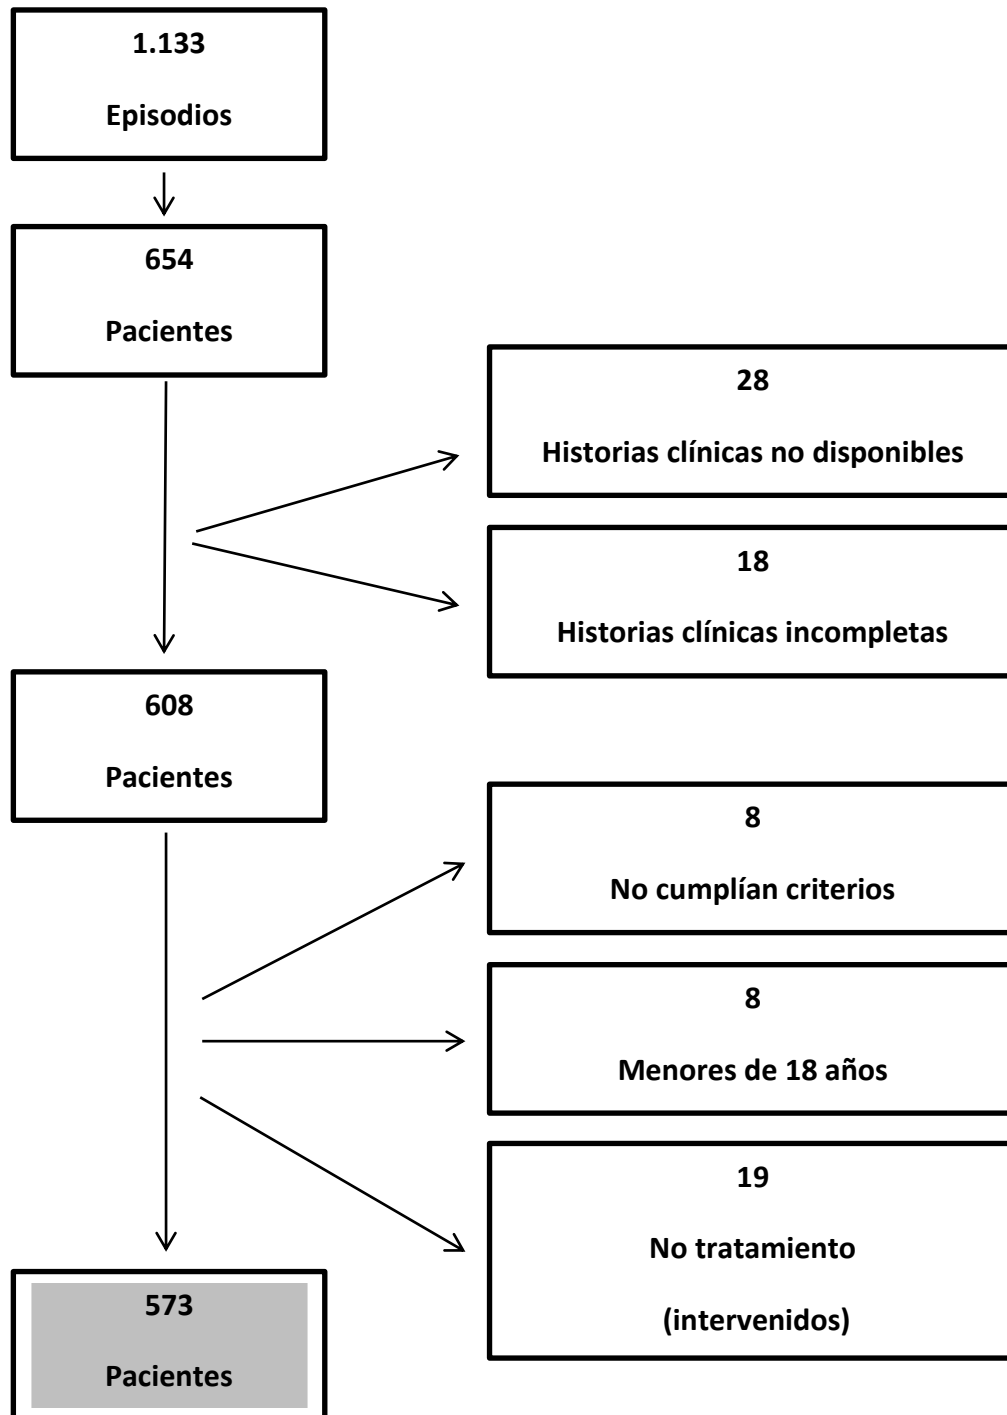 1.133
Episodios
654
Pacientes
28
Historias clínicas no disponibles
18
Historias clínicas incompletas
608
Pacientes
8
No cumplían criterios
8
Menores de 18 años
19
No tratamiento
(intervenidos)
573
Pacientes